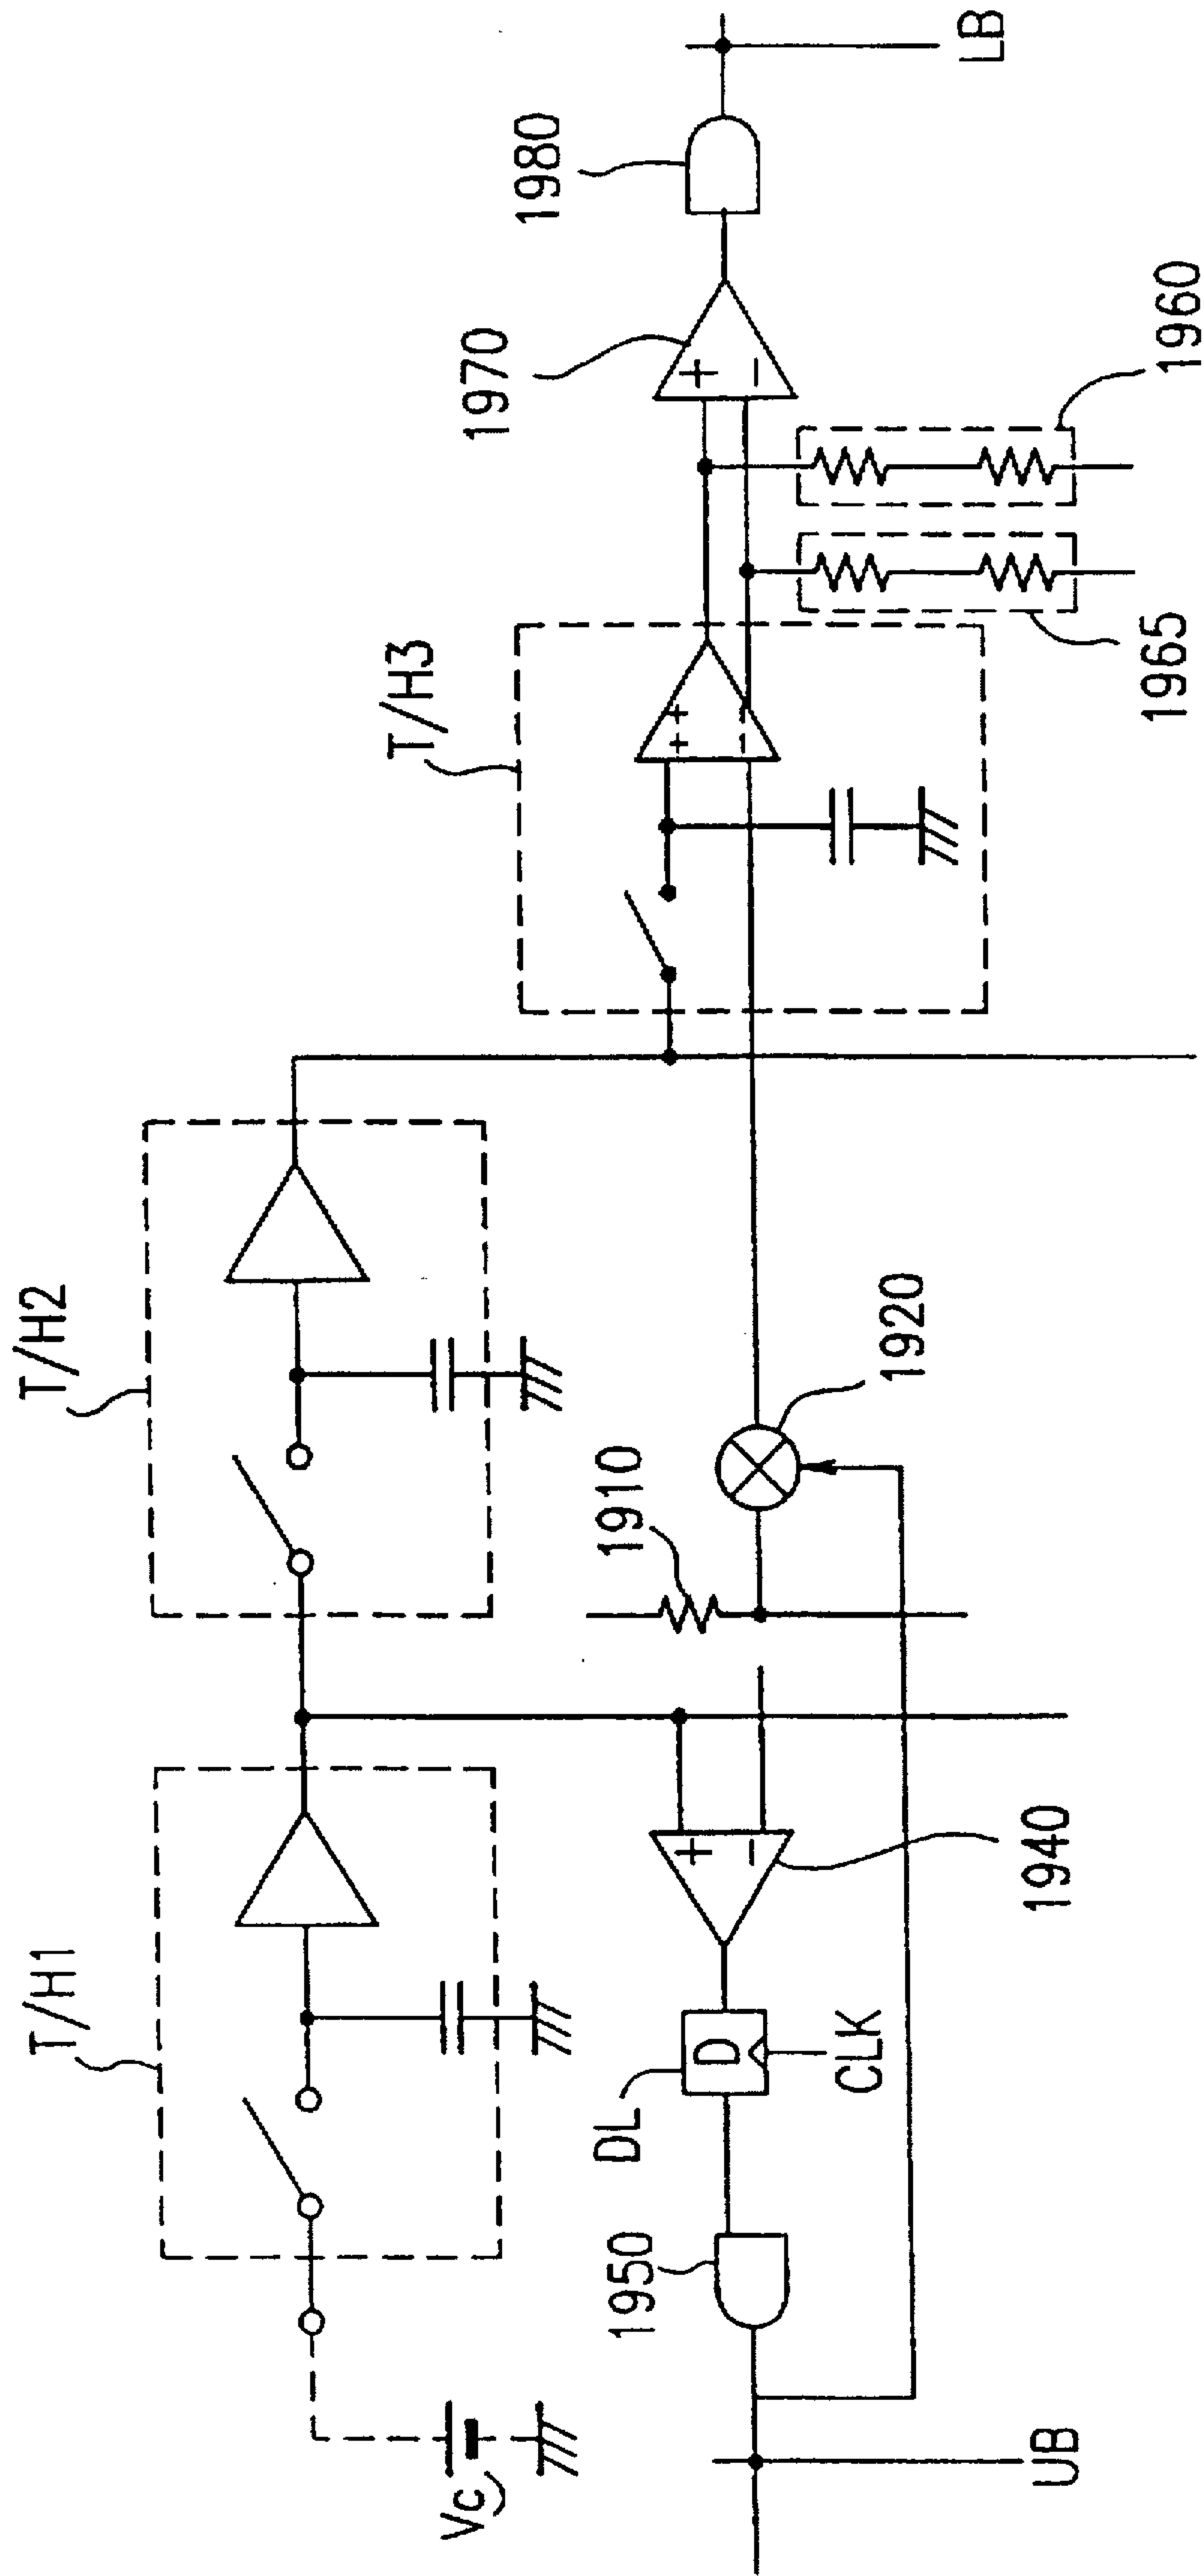 T/H1
T/H2
T/H3
Vc
1910
1920
1940
1950
DL
D
CLK
UB
1960
1965
1970
+
−
1980
LB
+
−
+ +
- -